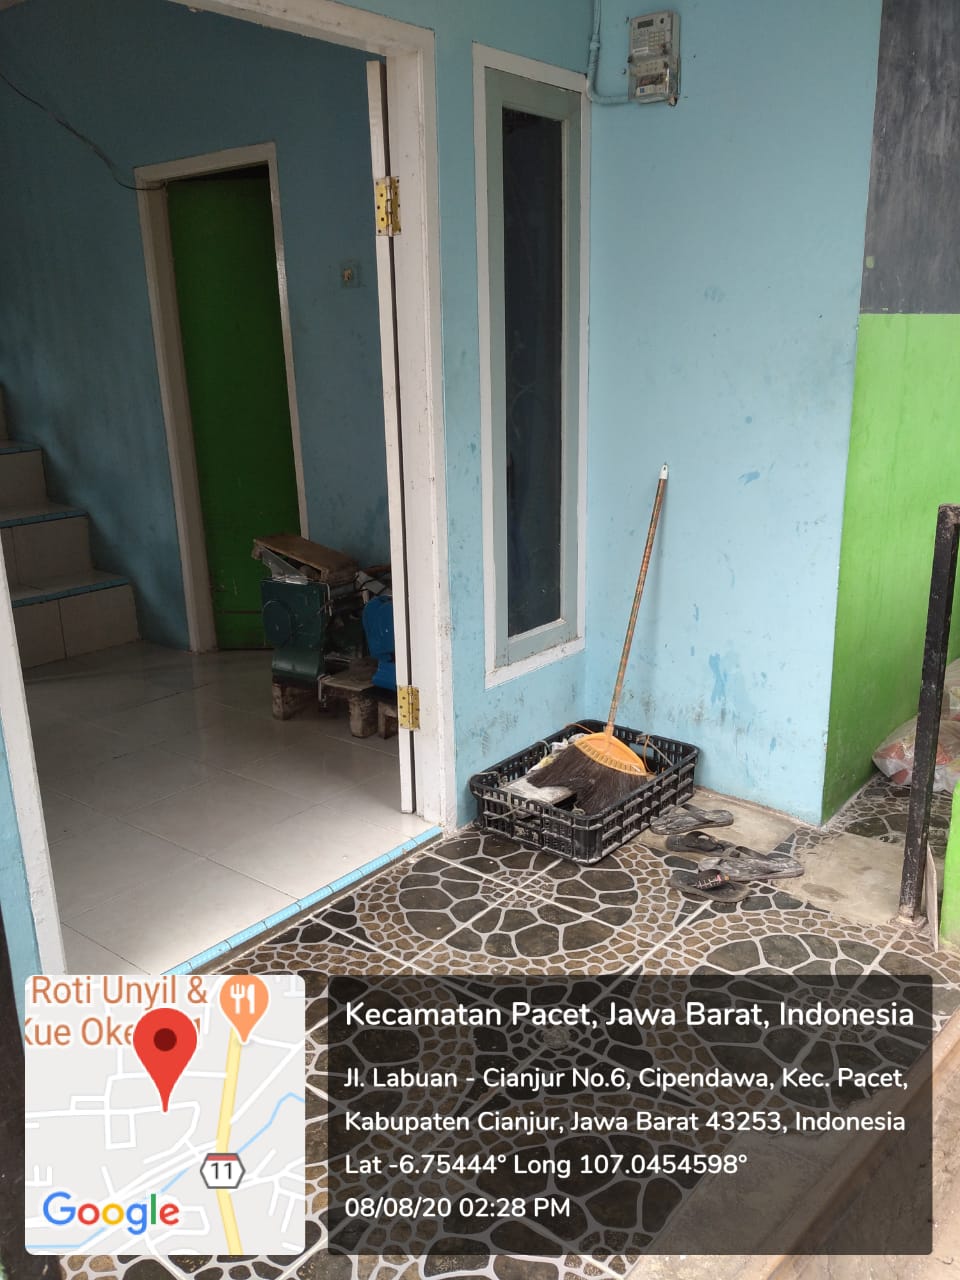 Roti Unyil &
Kue Oke
11
Google
Kecamatan Pacet, Jawa Barat, Indonesia
Jl. Labuan - Cianjur No.6, Cipendawa, Kec. Pacet,
Kabupaten Cianjur, Jawa Barat 43253, Indonesia
Lat -6.75444° Long 107.0454598°
08/08/20 02:28 PM